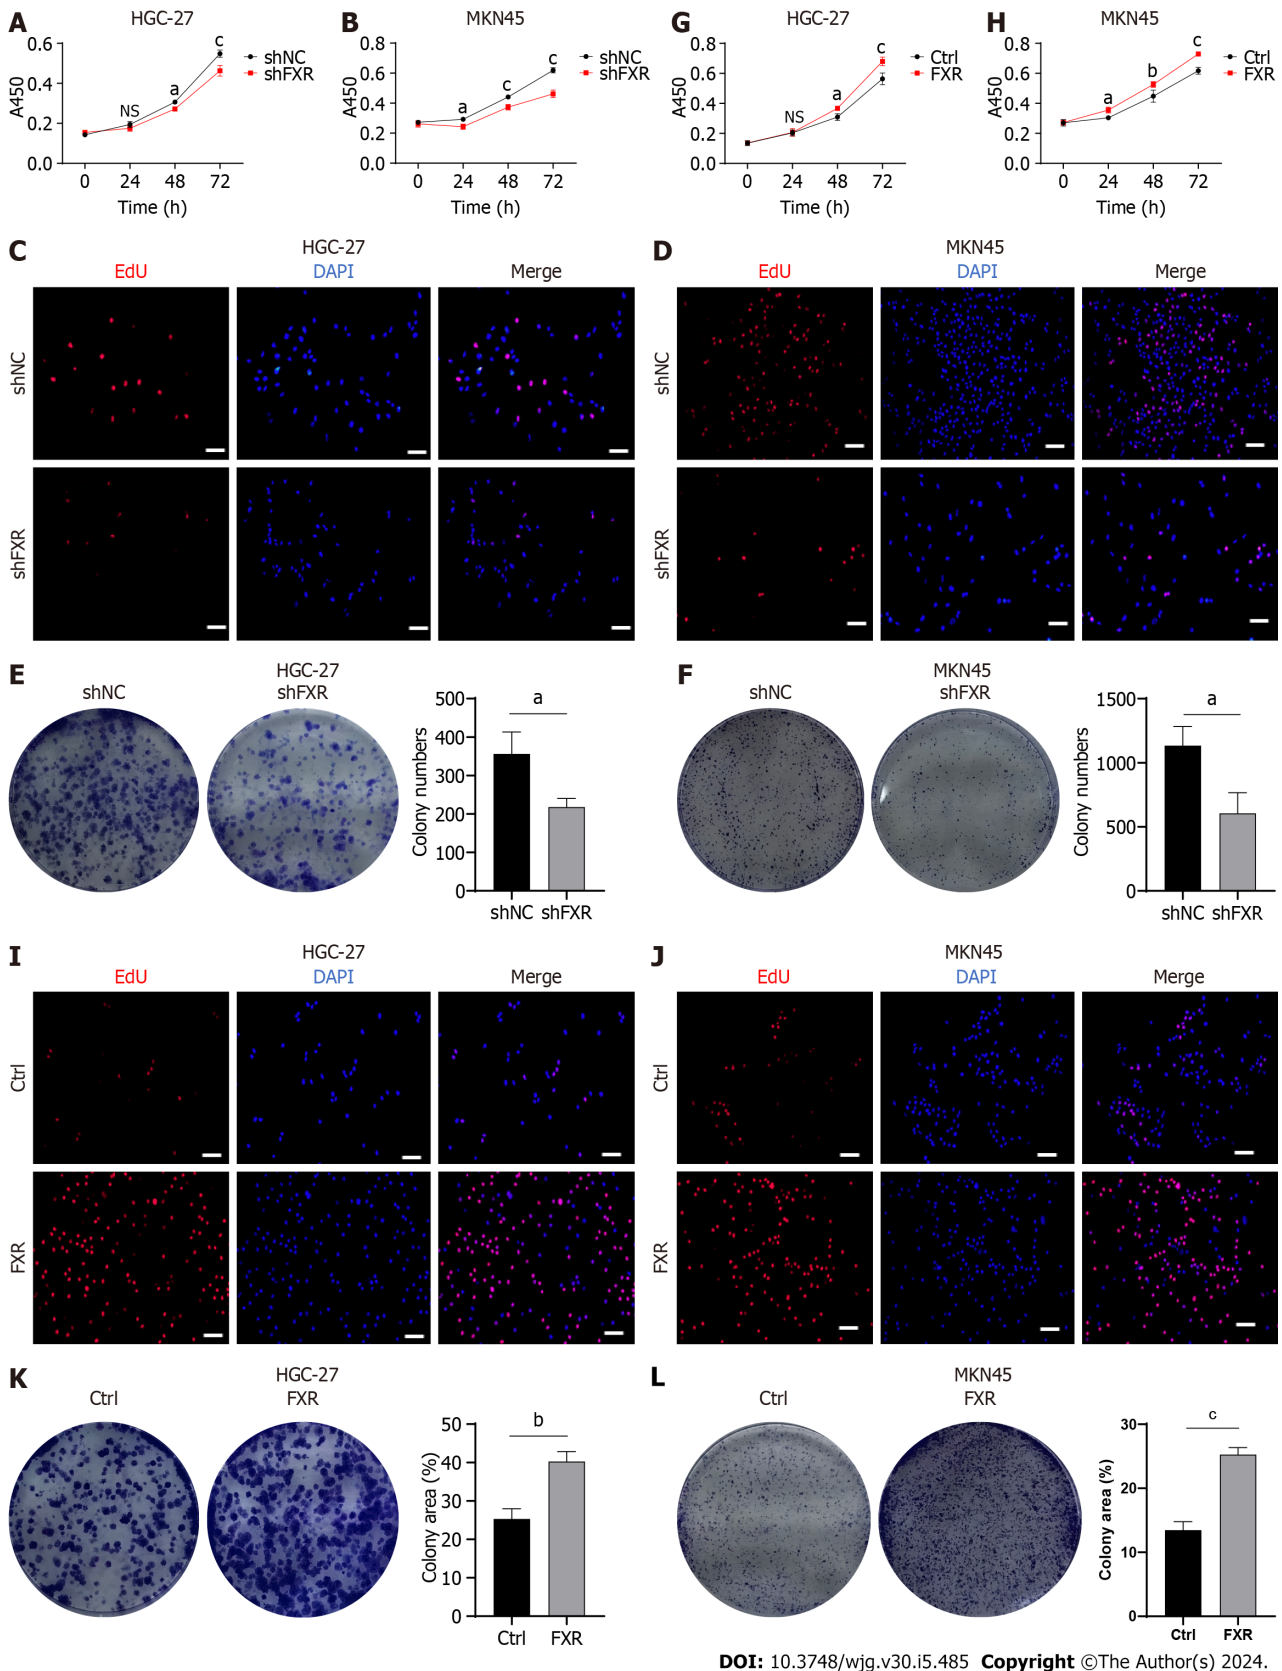 A HGC-27
B MKN45
G HGC-27
H MKN45
0.6
0.4
0.2
0.0
A450
NS a c
shNC
shFXR
0 24 48 72
Time (h)
0.8
0.6
0.4
0.2
0.0
A450
a c c
shNC
shFXR
0 24 48 72
Time (h)
0.8
0.6
0.4
0.2
0.0
A450
NS a c
Ctrl
FXR
0 24 48 72
Time (h)
0.8
0.6
0.4
0.2
0.0
A450
a b c
Ctrl
FXR
0 24 48 72
Time (h)
C HGC-27
EdU DAPI Merge
shNC
shFXR
D MKN45
EdU DAPI Merge
shNC
shFXR
E HGC-27
shNC shFXR
500
400
300
200
100
0
Colony numbers
a
shNC shFXR
F MKN45
shNC shFXR
1500
1000
500
0
Colony numbers
a
shNC shFXR
I HGC-27
EdU DAPI Merge
Ctrl
FXR
J MKN45
EdU DAPI Merge
Ctrl
FXR
K HGC-27
Ctrl FXR
50
40
30
20
10
0
Colony area (%)
b
Ctrl FXR
L MKN45
Ctrl FXR
30
20
10
0
Colony area (%)
c
Ctrl FXR
DOI: 10.3748/wjg.v30.i5.485 Copyright ©The Author(s) 2024.